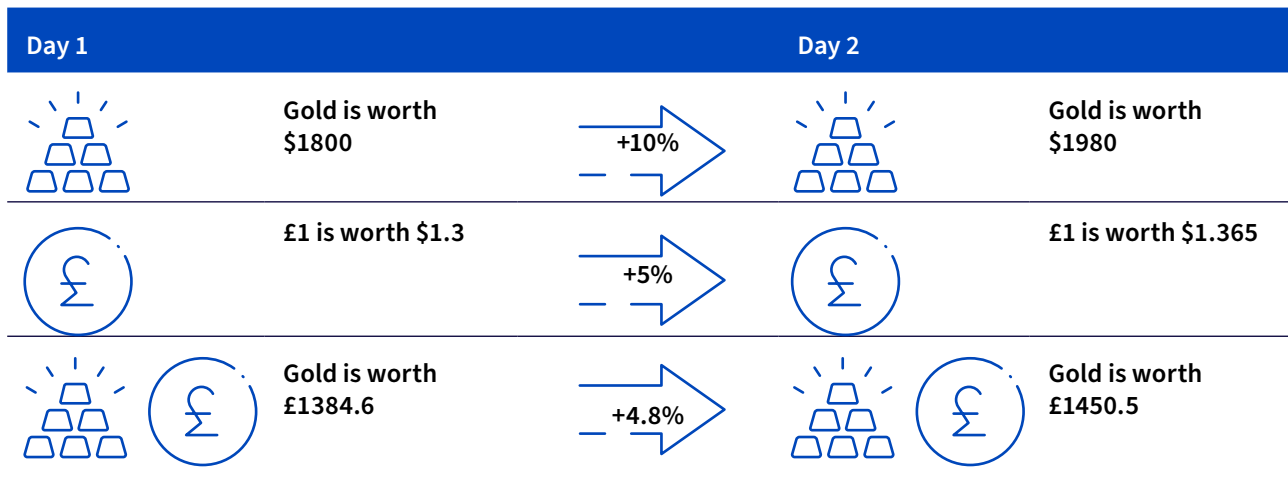 Day 1
Day 2
Gold is worth
$1800
+10%
Gold is worth
$1980
£
£1 is worth $1.3
+5%
£
£1 is worth $1.365
£
Gold is worth
£1384.6
+4.8%
£
Gold is worth
£1450.5